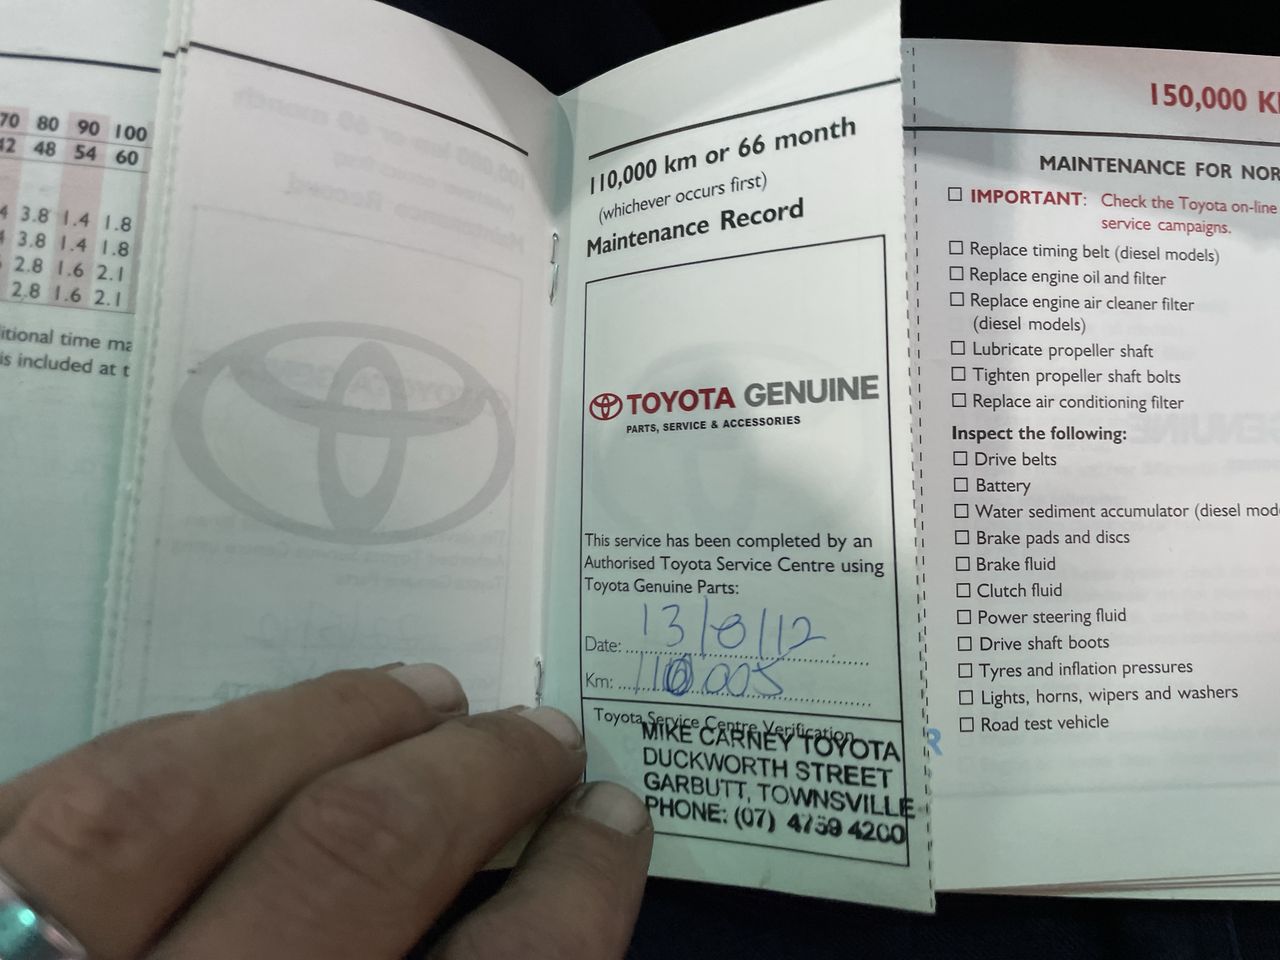 70 80 90 100
42 48 54 60
4 3.8 1.4 1.8
4 3.8 1.4 1.8
2.8 1.6 2.1
2.8 1.6 2.1
itional time ma
is included at t
110,000 km or 66 month
(whichever occurs first)
Maintenance Record
TOYOTA GENUINE
PARTS, SERVICE & ACCESSORIES
This service has been completed by an
Authorised Toyota Service Centre using
Toyota Genuine Parts:
Date: 13/8/12
Km: 110005
Toyota Service Centre Verification
MIKE CARNEY TOYOTA
DUCKWORTH STREET
GARBUTT, TOWNSVILLE
PHONE: (07) 4759 4200
150,000 K
MAINTENANCE FOR NOR
IMPORTANT: Check the Toyota on-line
service campaigns.
Replace timing belt (diesel models)
Replace engine oil and filter
Replace engine air cleaner filter
(diesel models)
Lubricate propeller shaft
Tighten propeller shaft bolts
Replace air conditioning filter
Inspect the following:
Drive belts
Battery
Water sediment accumulator (diesel mod
Brake pads and discs
Brake fluid
Clutch fluid
Power steering fluid
Drive shaft boots
Tyres and inflation pressures
Lights, horns, wipers and washers
Road test vehicle